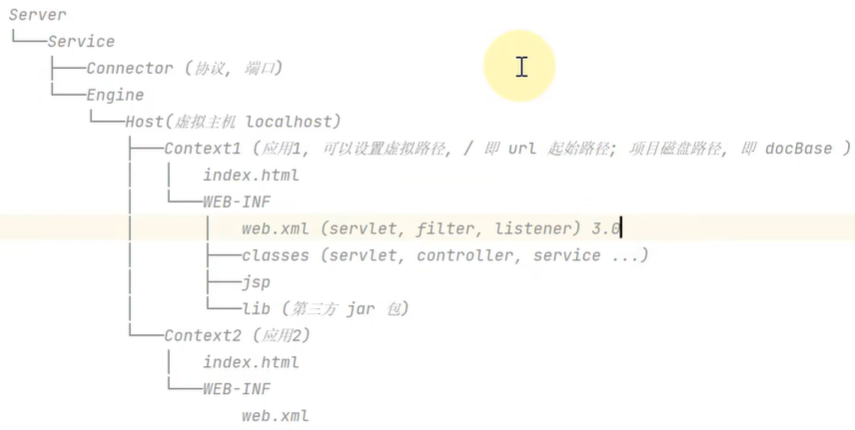 Server
└───Service
    ├───Connector (协议, 端口)
    └───Engine
        └───Host(虚拟主机 localhost)
            ├───Context1 (应用1, 可以设置虚拟路径, / 即 url 起始路径; 项目磁盘路径, 即 docBase )
            │   │   index.html
            │   └───WEB-INF
            │       │   web.xml (servlet, filter, listener) 3.0
            │       ├───classes (servlet, controller, service ...)
            │       ├───jsp
            │       └───lib (第三方 jar 包)
            └───Context2 (应用2)
                │   index.html
                └───WEB-INF
                        web.xml